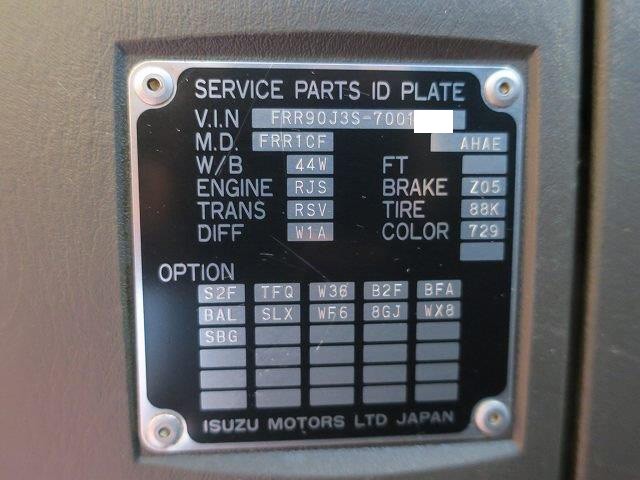 SERVICE PARTS ID PLATE
V.I.N FRR90J3S-7001
M.D. FRR1CF AHAE
W/B 44W FT
ENGINE RJS BRAKE Z05
TRANS RSV TIRE 88K
DIFF W1A COLOR 729
OPTION
S2F TFQ W36 B2F BFA
BAL SLX WF6 8GJ WX8
SBG
ISUZU MOTORS LTD JAPAN